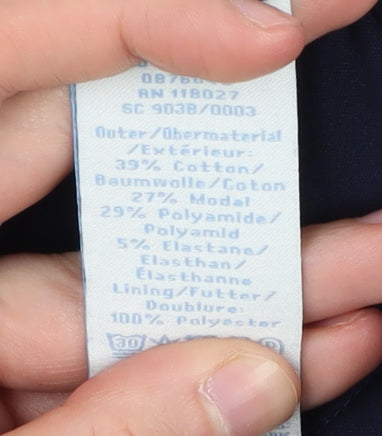 RN 118027
SC 9038/0003
Outer/Obermaterial
/Extérieur:
39% Cotton/
Baumwolle/Coton
27% Modal
29% Polyamide/
Polyamid
5% Elastane/
Elasthan/
Élasthanne
Lining/Futter/
Doublure:
100% Polyester
30